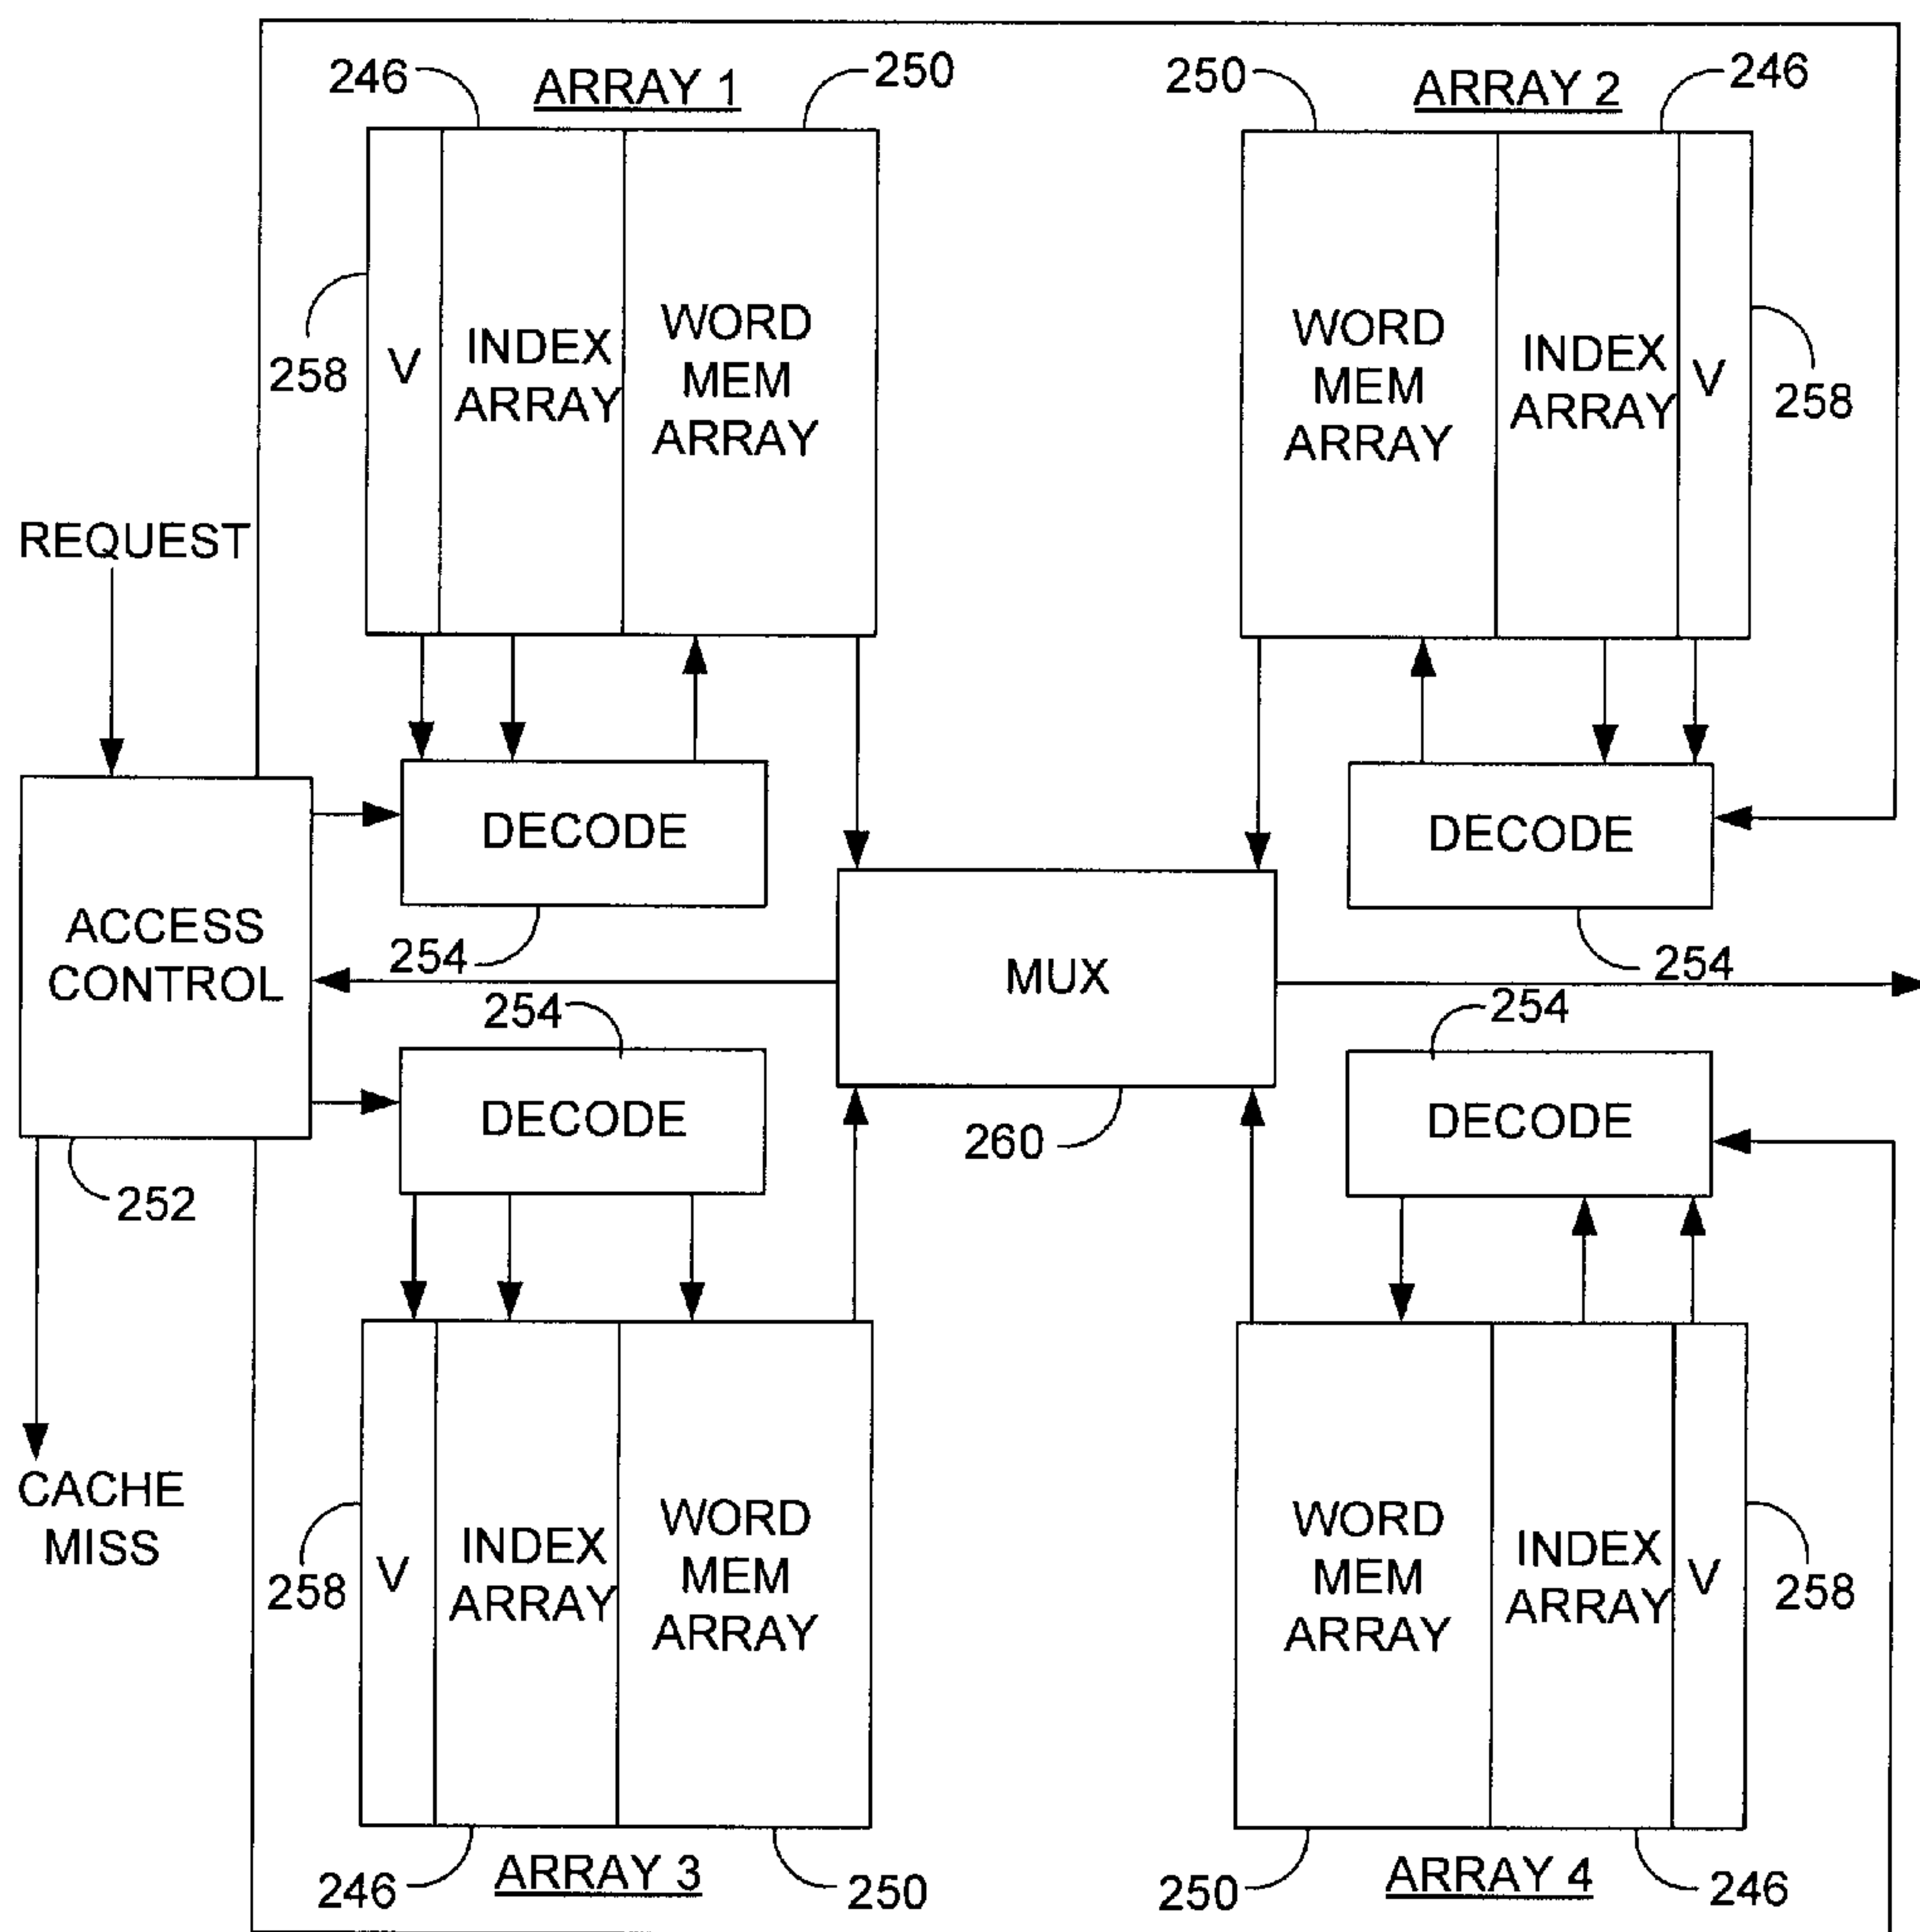 246
ARRAY 1
250
250
ARRAY 2
246
258
V
INDEX
ARRAY
WORD
MEM
ARRAY
WORD
MEM
ARRAY
INDEX
ARRAY
V
258
REQUEST
DECODE
254
DECODE
254
ACCESS
CONTROL
MUX
260
254
DECODE
254
DECODE
252
CACHE
MISS
258
V
INDEX
ARRAY
WORD
MEM
ARRAY
WORD
MEM
ARRAY
INDEX
ARRAY
V
258
246
ARRAY 3
250
250
ARRAY 4
246